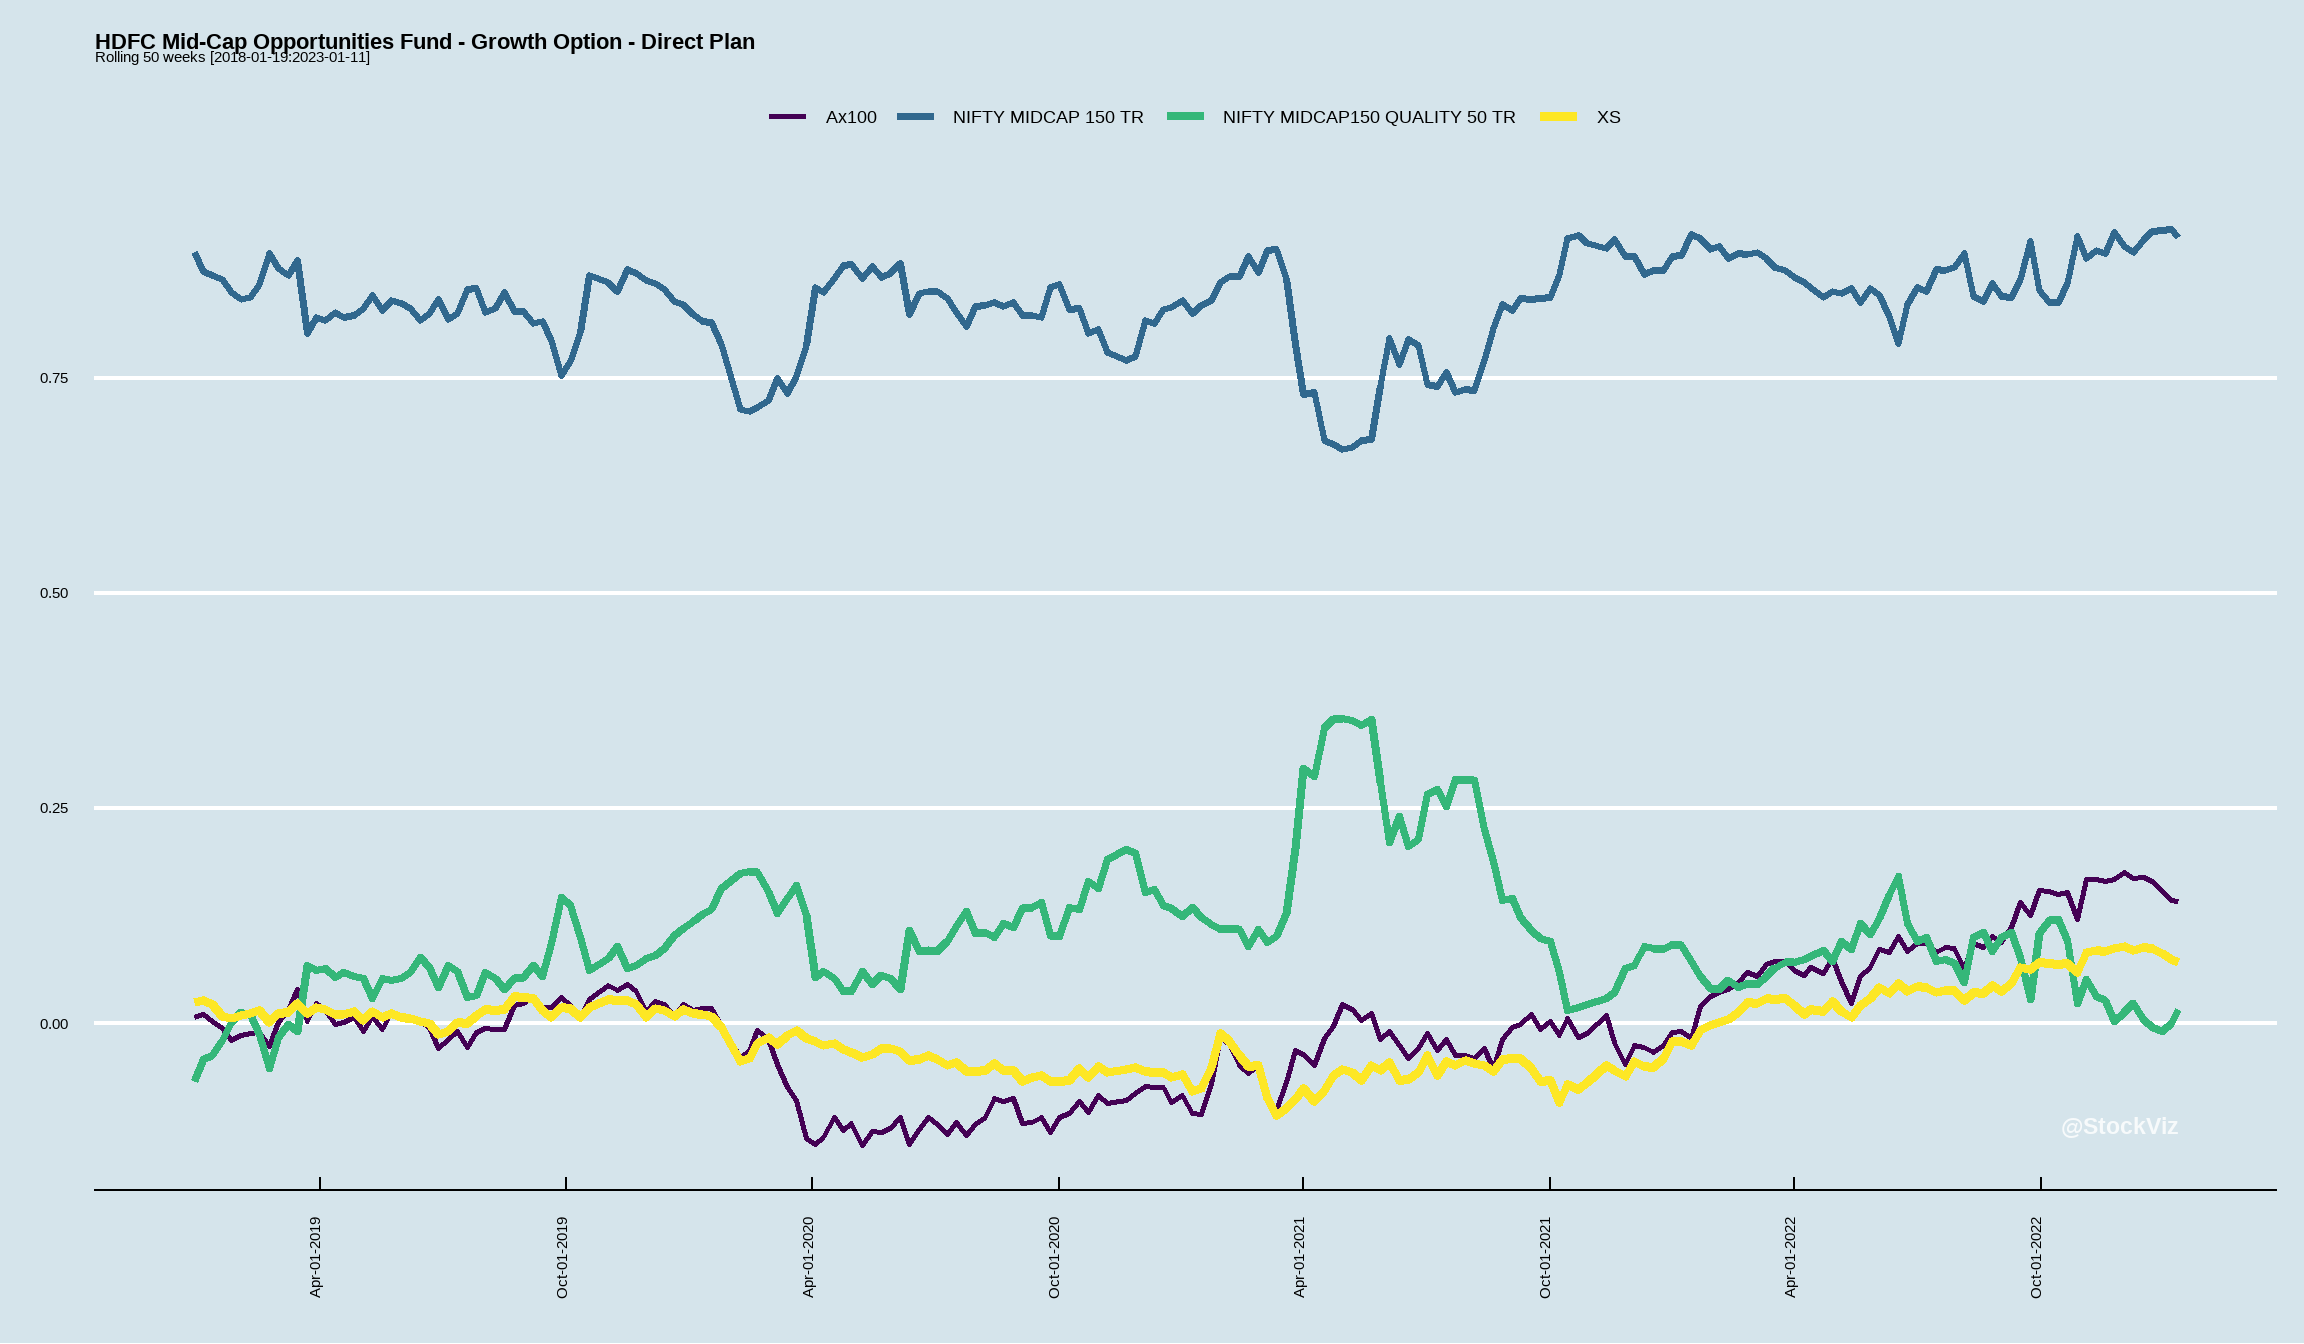 HDFC Mid-Cap Opportunities Fund - Growth Option - Direct Plan
Rolling 50 weeks [2018-01-19:2023-01-11]
Ax100 NIFTY MIDCAP 150 TR NIFTY MIDCAP150 QUALITY 50 TR XS
0.75
0.50
0.25
0.00
@StockViz
Apr-01-2019 Oct-01-2019 Apr-01-2020 Oct-01-2020 Apr-01-2021 Oct-01-2021 Apr-01-2022 Oct-01-2022